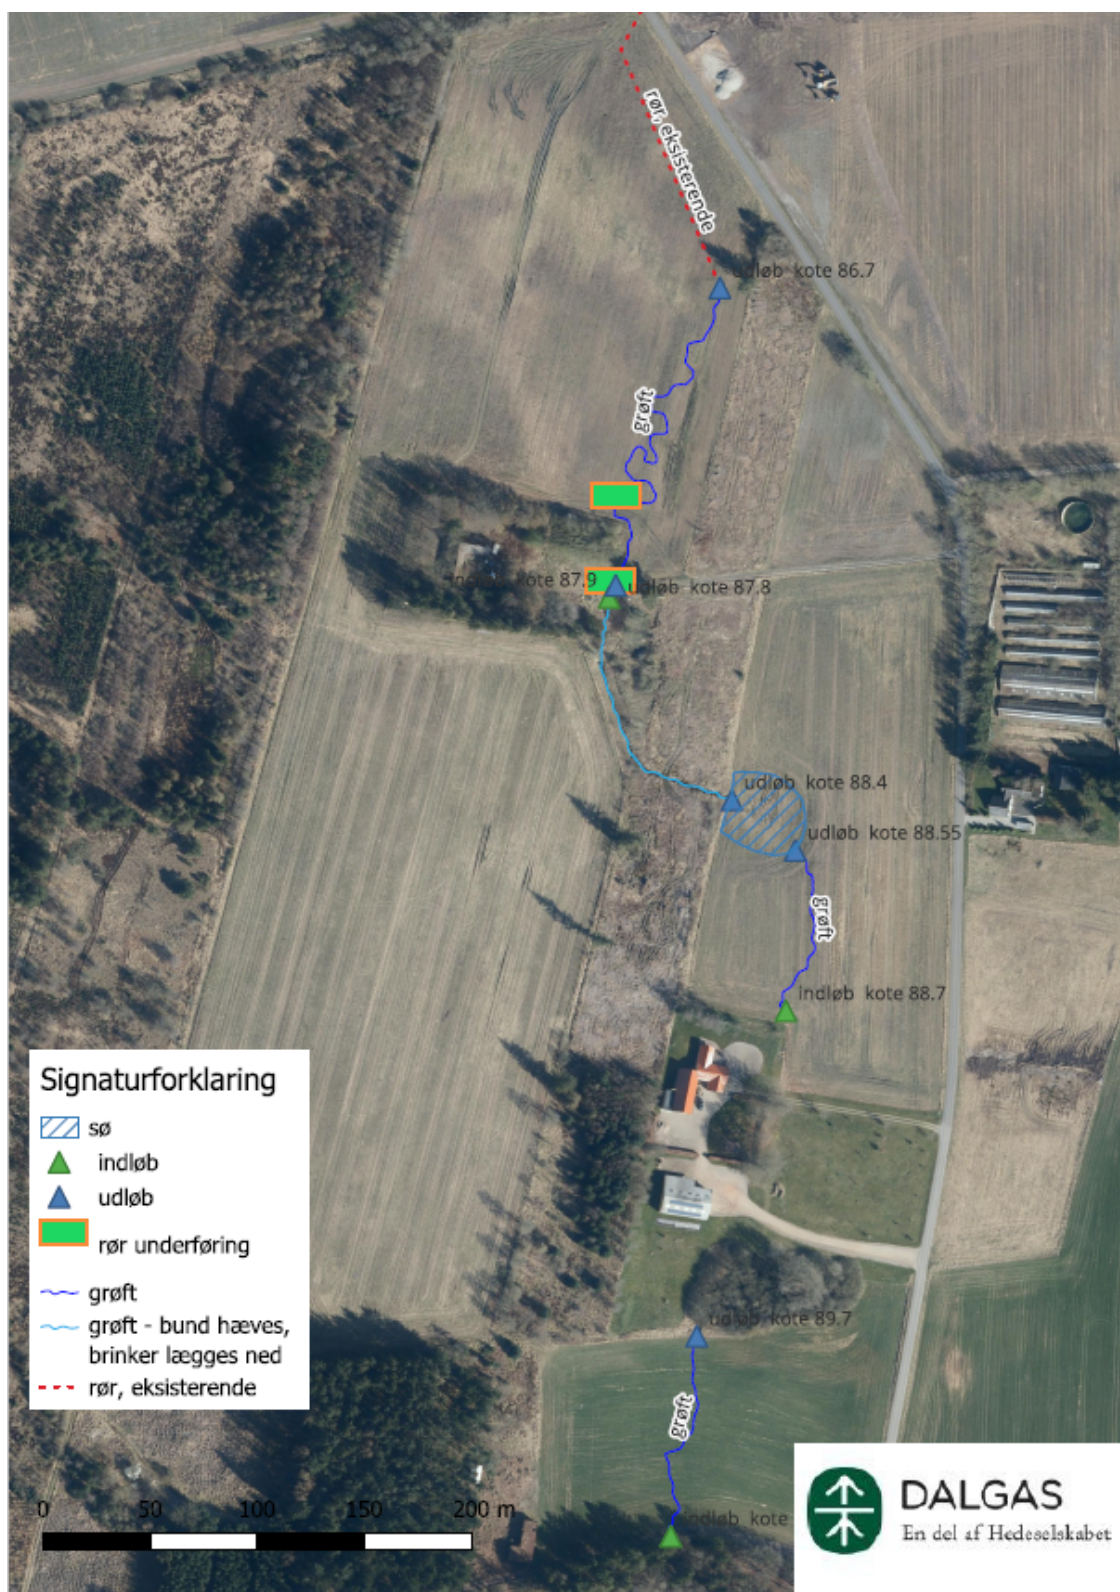 rør, eksisterende
udløb kote 86.7
grøft
indløb kote 87.9
udløb kote 87.8
udløb kote 88.4
udløb kote 88.55
grøft
indløb kote 88.7
udløb kote 89.7
grøft
indløb kote
Signaturforklaring
sø
indløb
udløb
rør underføring
grøft
grøft - bund hæves,
brinker lægges ned
rør, eksisterende
0 50 100 150 200 m
DALGAS
En del af Hedeselskabet